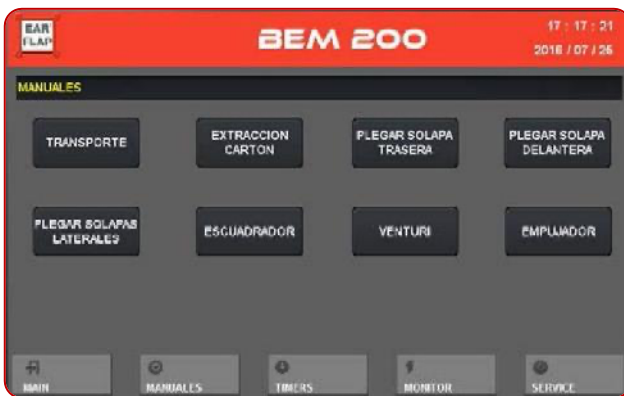 EAR
FLAP
BEM 200
17 : 17 : 21
2016 / 07 / 26
MANUALES
TRANSPORTE
EXTRACCION
CARTON
PLEGAR SOLAPA
TRASERA
PLEGAR SOLAPA
DELANTERA
PLEGAR SOLAPAS
LATERALES
ESCUADRADOR
VENTURI
EMPUJADOR
MAIN
MANUALES
TIMERS
MONITOR
SERVICE